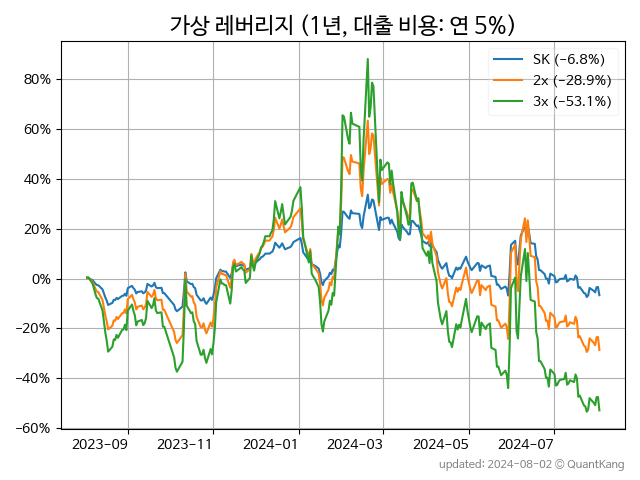 가상 레버리지 (1년, 대출 비용: 연 5%)
SK (−6.8%)
2x (−28.9%)
3x (−53.1%)
80%
60%
40%
20%
0%
−20%
−40%
−60%
2023-09
2023-11
2024-01
2024-03
2024-05
2024-07
updated: 2024-08-02 ⓒ QuantKang